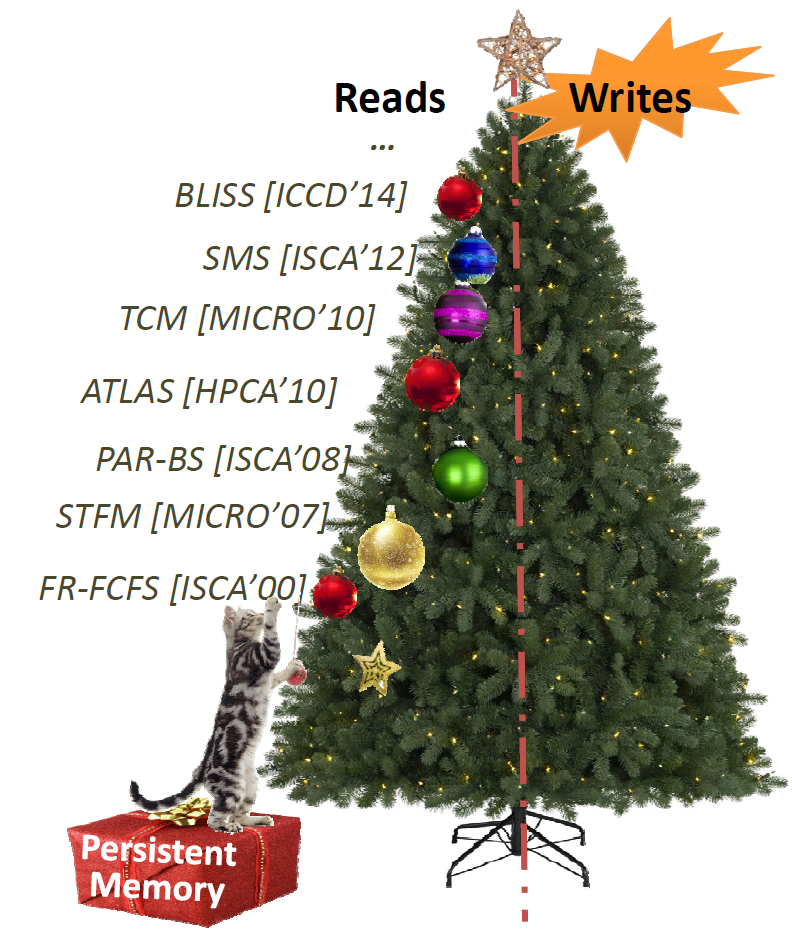 Reads
Writes
...
BLISS [ICCD’14]
SMS [ISCA’12]
TCM [MICRO’10]
ATLAS [HPCA’10]
PAR-BS [ISCA’08]
STFM [MICRO’07]
FR-FCFS [ISCA’00]
Persistent
Memory